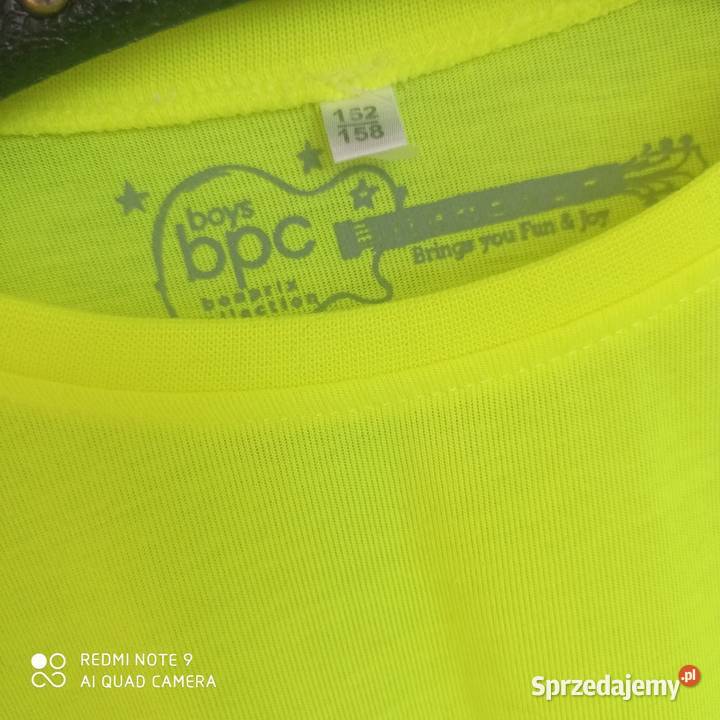 152
158
boys
bpc
bonprix
collection
Brings you Fun & Joy
REDMI NOTE 9
AI QUAD CAMERA
Sprzedajemy.pl